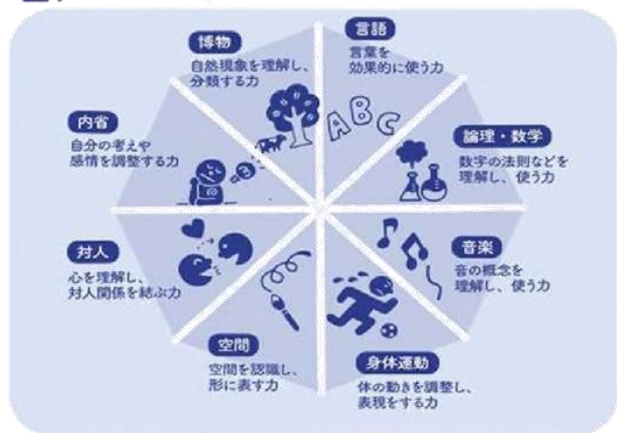 言語
言葉を
効果的に使う力
論理・数学
数字の法則などを
理解し、使う力
音楽
音の概念を
理解し、使う力
身体運動
体の動きを調整し、
表現をする力
空間
空間を認識し、
形に表す力
対人
心を理解し、
対人関係を結ぶ力
内省
自分の考えや
感情を調整する力
博物
自然現象を理解し、
分類する力
ABC